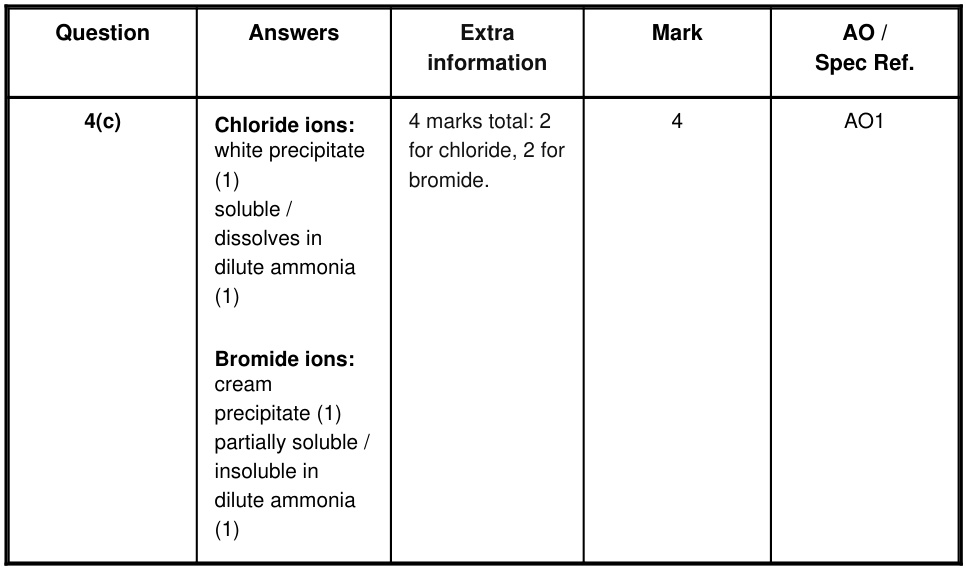 Question
Answers
Extra
information
Mark
AO /
Spec Ref.
4(c)
Chloride ions:
white precipitate
(1)
soluble /
dissolves in
dilute ammonia
(1)
Bromide ions:
cream
precipitate (1)
partially soluble /
insoluble in
dilute ammonia
(1)
4 marks total: 2
for chloride, 2 for
bromide.
4
AO1